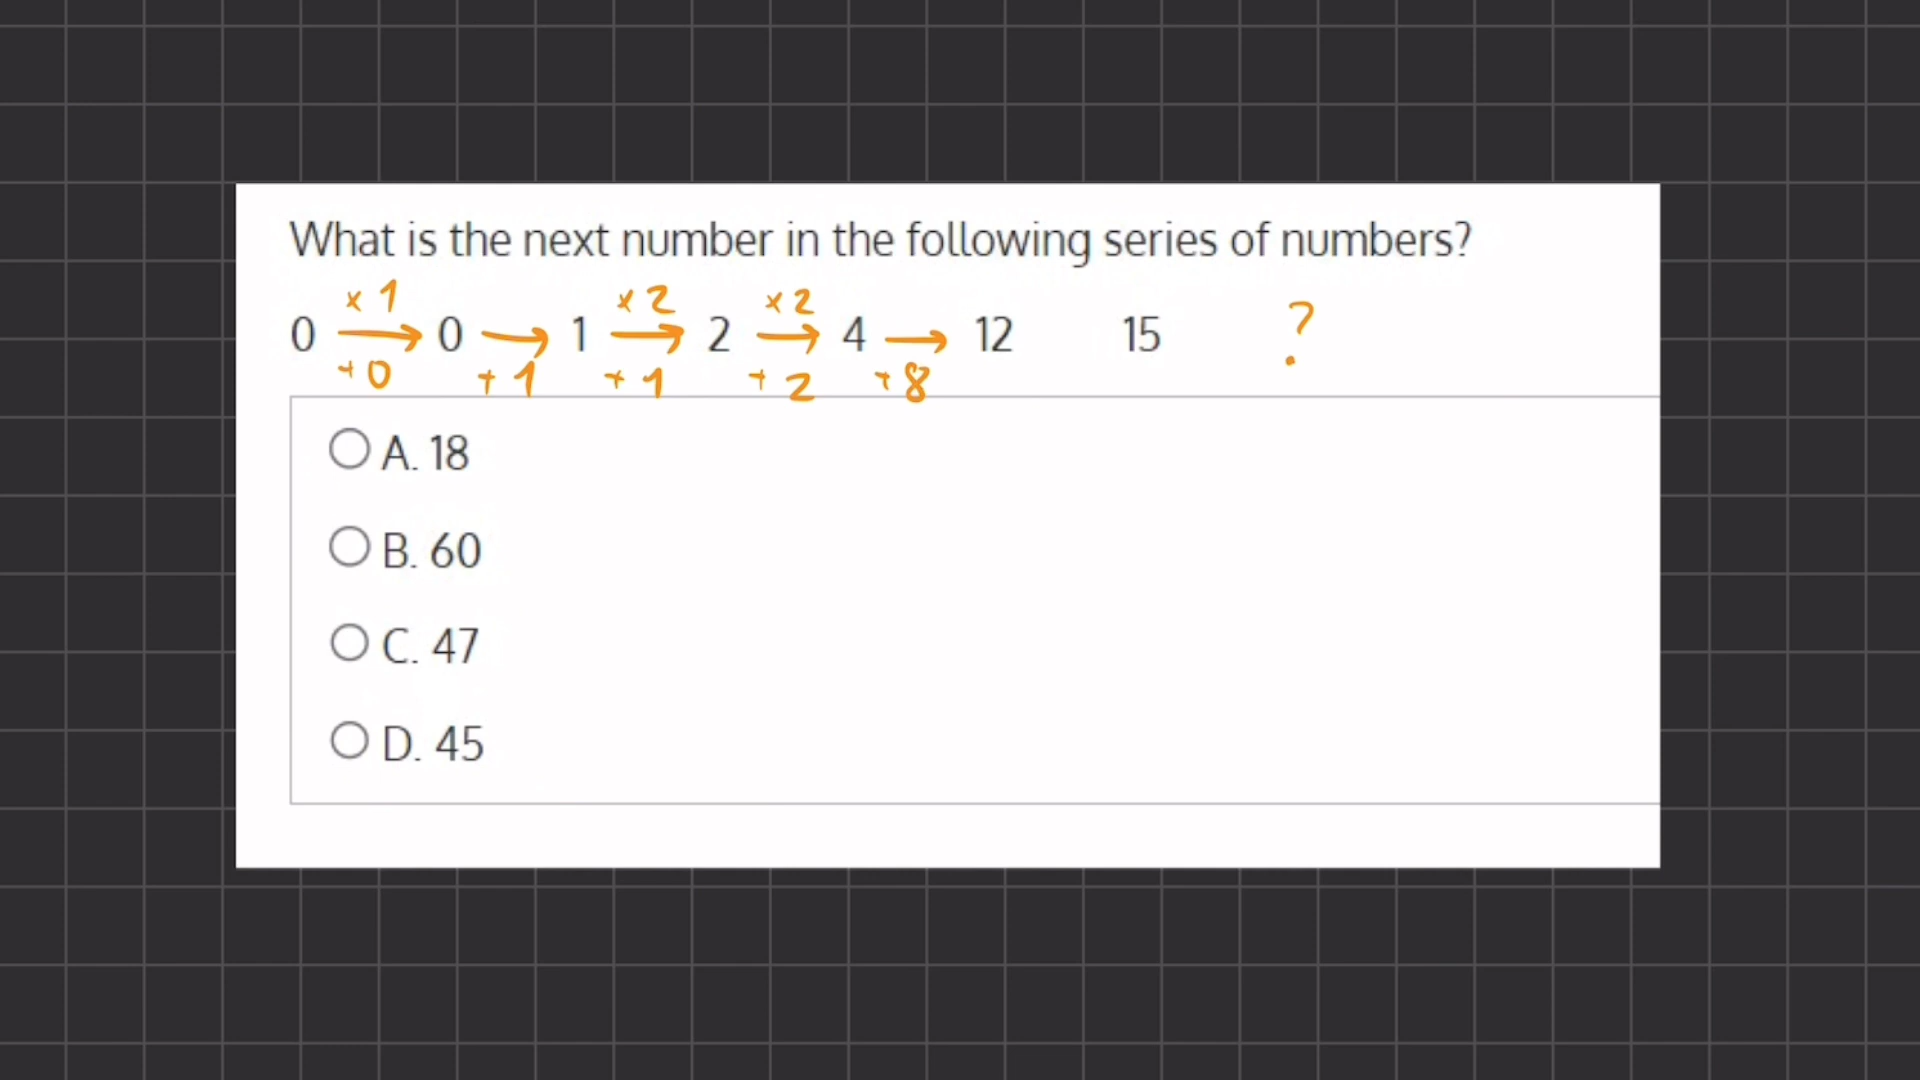 What is the next number in the following series of numbers?
× 1 × 2 × 2
0 → 0 → 1 → 2 → 4 → 12 15 ?
+ 0 + 1 + 1 + 2 + 8
A. 18
B. 60
C. 47
D. 45